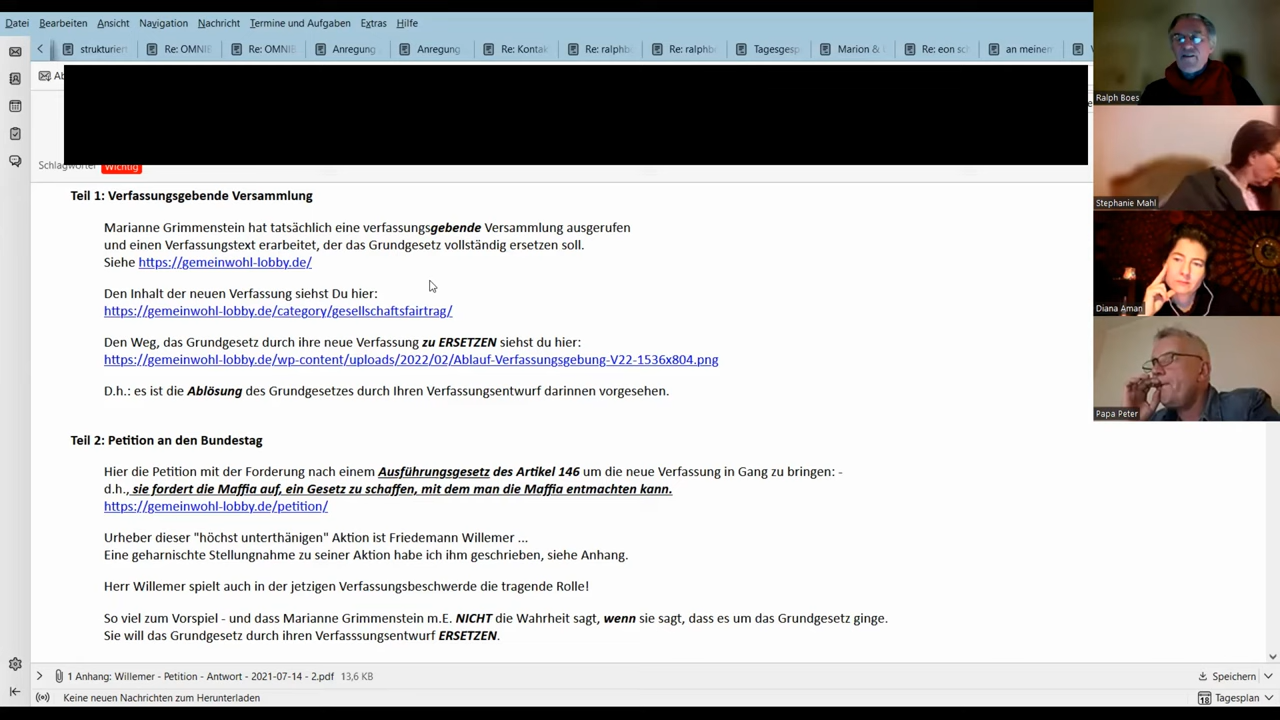 Datei Bearbeiten Ansicht Navigation Nachricht Termine und Aufgaben Extras Hilfe
strukturier Re: OMNIE Re: OMNIE Anregung Anregung Re: Kontak Re: ralphb Re: ralphb Tagesgesp Marion & Re: eon sc an meinem
Schlagwörter Wichtig
Teil 1: Verfassungsgebende Versammlung
Marianne Grimmenstein hat tatsächlich eine verfassungsgebende Versammlung ausgerufen
und einen Verfassungstext erarbeitet, der das Grundgesetz vollständig ersetzen soll.
Siehe https://gemeinwohl-lobby.de/
Den Inhalt der neuen Verfassung siehst Du hier:
https://gemeinwohl-lobby.de/category/gesellschaftsfairtrag/
Den Weg, das Grundgesetz durch ihre neue Verfassung zu ERSETZEN siehst du hier:
https://gemeinwohl-lobby.de/wp-content/uploads/2022/02/Ablauf-Verfassungsgebung-V22-1536x804.png
D.h.: es ist die Ablösung des Grundgesetzes durch Ihren Verfassungsentwurf darinnen vorgesehen.
Teil 2: Petition an den Bundestag
Hier die Petition mit der Forderung nach einem Ausführungsgesetz des Artikel 146 um die neue Verfassung in Gang zu bringen: -
d.h., sie fordert die Maffia auf, ein Gesetz zu schaffen, mit dem man die Maffia entmachten kann.
https://gemeinwohl-lobby.de/petition/
Urheber dieser "höchst unterthänigen" Aktion ist Friedemann Willemer ...
Eine geharnischte Stellungnahme zu seiner Aktion habe ich ihm geschrieben, siehe Anhang.
Herr Willemer spielt auch in der jetzigen Verfassungsbeschwerde die tragende Rolle!
So viel zum Vorspiel - und dass Marianne Grimmenstein m.E. NICHT die Wahrheit sagt, wenn sie sagt, dass es um das Grundgesetz ginge.
Sie will das Grundgesetz durch ihren Verfasssungsentwurf ERSETZEN.
1 Anhang: Willemer - Petition - Antwort - 2021-07-14 - 2.pdf 13,6 KB
Speichern
Keine neuen Nachrichten zum Herunterladen
18 Tagesplan
Ralph Boes
Stephanie Mahl
Diana Aman
Papa Peter